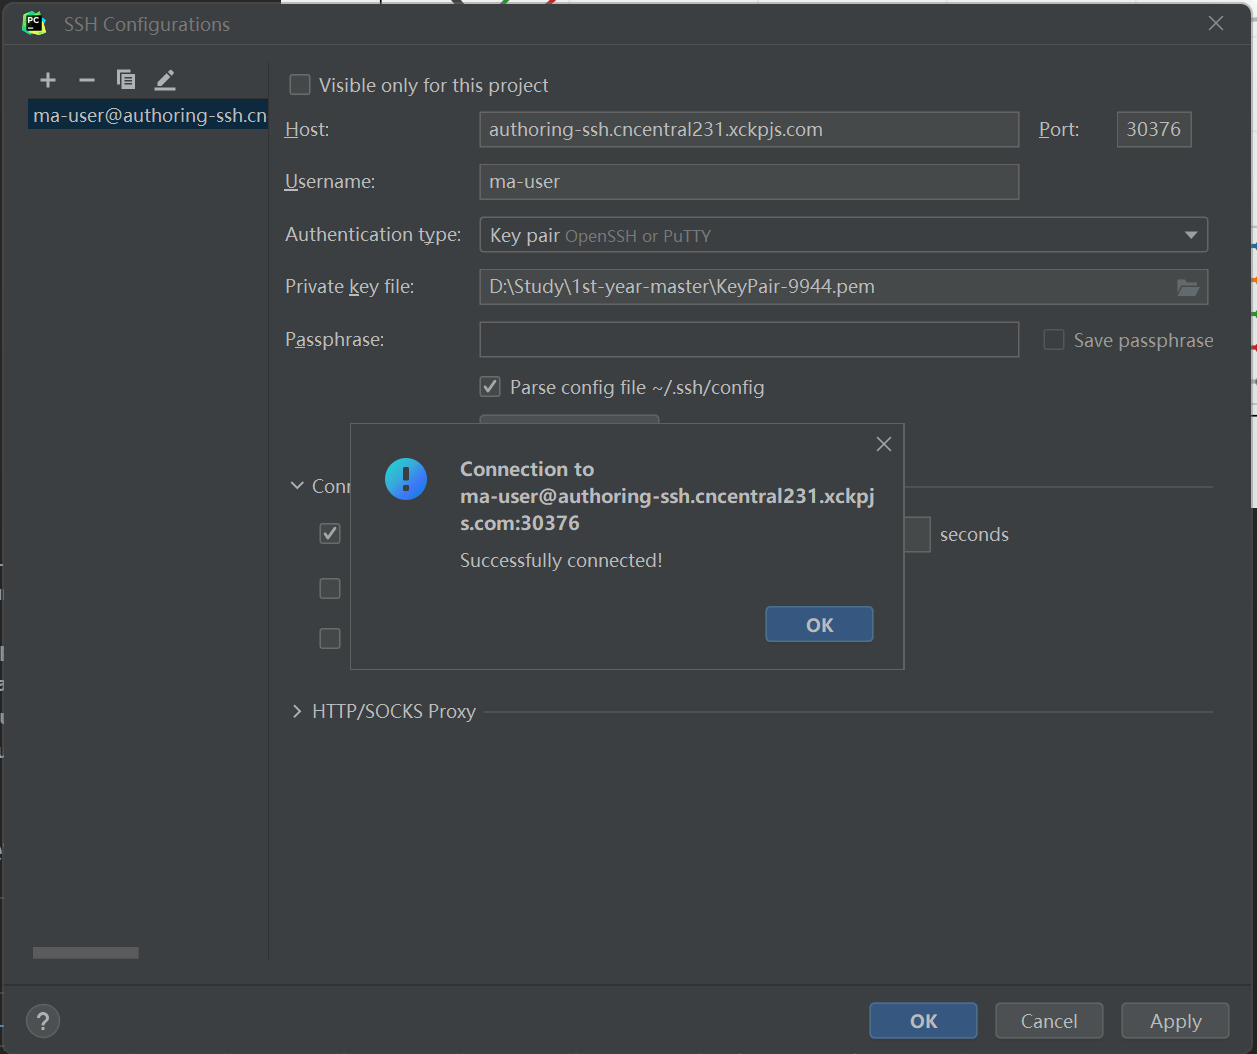 PC
SSH Configurations
ma-user@authoring-ssh.cn
Visible only for this project
Host:
authoring-ssh.cncentral231.xckpjs.com
Port:
30376
Username:
ma-user
Authentication type:
Key pair OpenSSH or PuTTY
Private key file:
D:\Study\1st-year-master\KeyPair-9944.pem
Passphrase:
Save passphrase
Parse config file ~/.ssh/config
Connection to
ma-user@authoring-ssh.cncentral231.xckpj
s.com:30376
Successfully connected!
OK
Conn
seconds
HTTP/SOCKS Proxy
?
OK
Cancel
Apply